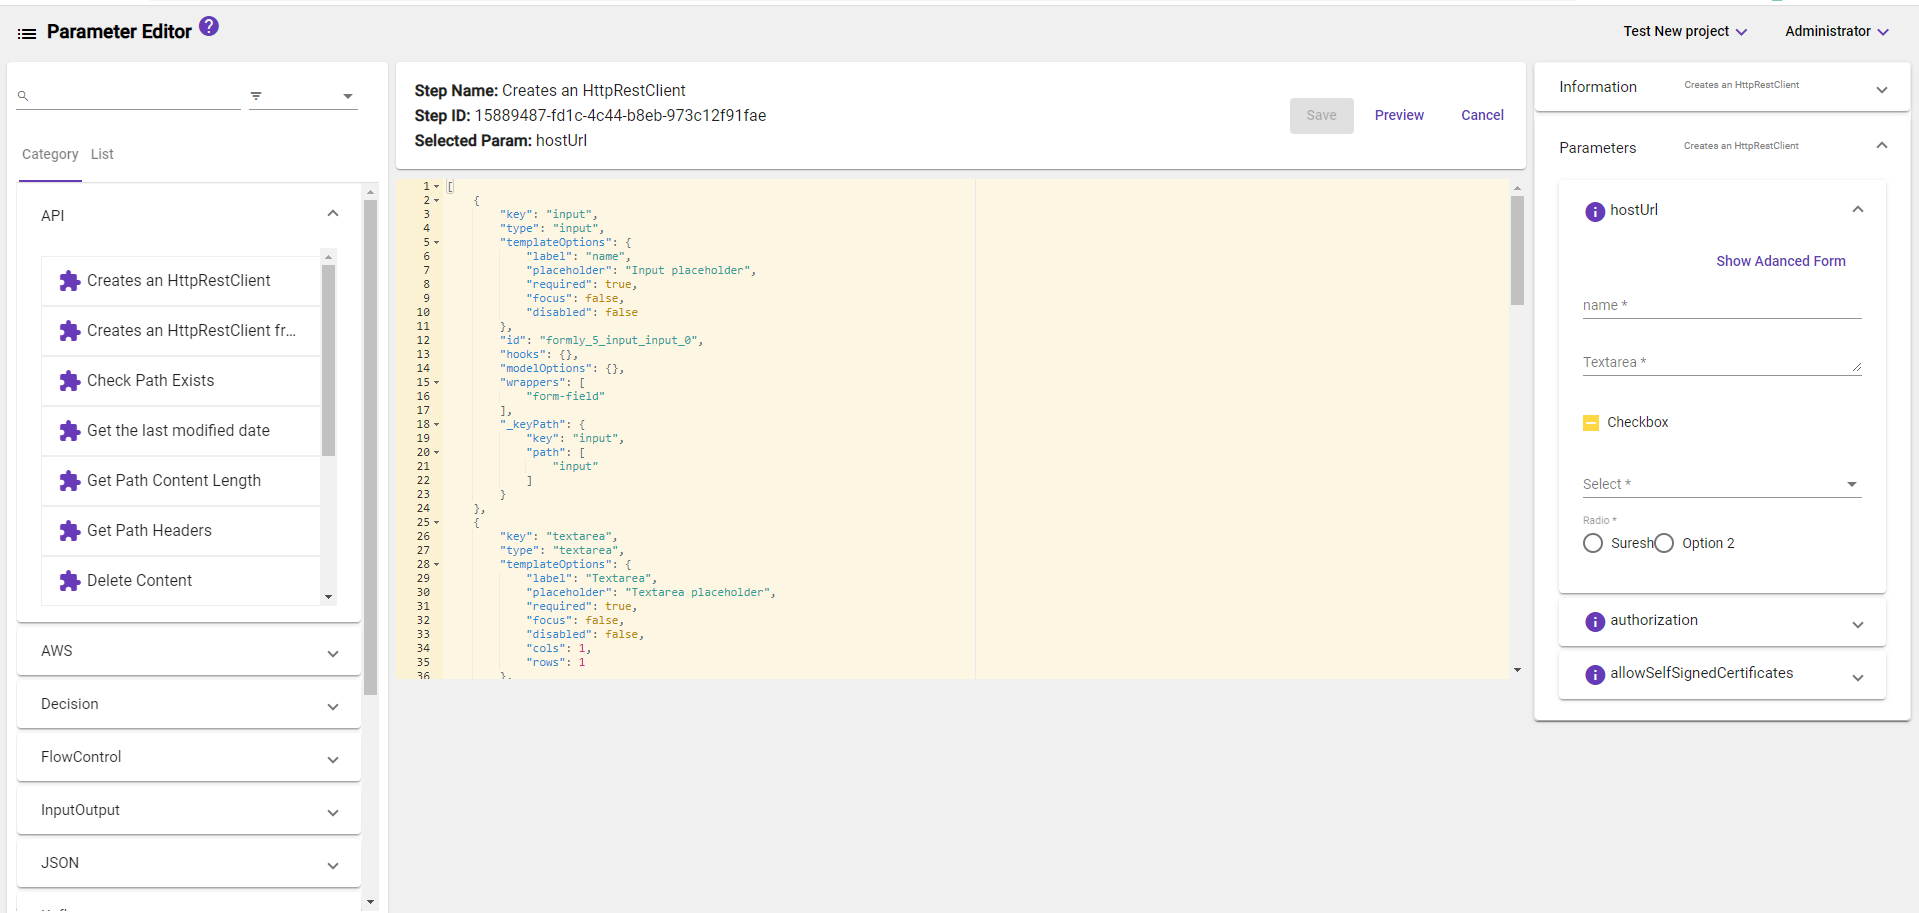 Parameter Editor ?
Test New project
Administrator
Category
List
API
Creates an HttpRestClient
Creates an HttpRestClient fr...
Check Path Exists
Get the last modified date
Get Path Content Length
Get Path Headers
Delete Content
AWS
Decision
FlowControl
InputOutput
JSON
Step Name: Creates an HttpRestClient
Step ID: 15889487-fd1c-4c44-b8eb-973c12f91fae
Selected Param: hostUrl
Save
Preview
Cancel
1 [
2 {
3 "key": "input",
4 "type": "input",
5 "templateOptions": {
6 "label": "name",
7 "placeholder": "Input placeholder",
8 "required": true,
9 "focus": false,
10 "disabled": false
11 },
12 "id": "formly_5_input_input_0",
13 "hooks": {},
14 "modelOptions": {},
15 "wrappers": [
16 "form-field"
17 ],
18 "_keyPath": {
19 "key": "input",
20 "path": [
21 "input"
22 ]
23 }
24 },
25 {
26 "key": "textarea",
27 "type": "textarea",
28 "templateOptions": {
29 "label": "Textarea",
30 "placeholder": "Textarea placeholder",
31 "required": true,
32 "focus": false,
33 "disabled": false,
34 "cols": 1,
35 "rows": 1
36 },
Information
Creates an HttpRestClient
Parameters
Creates an HttpRestClient
i hostUrl
Show Adanced Form
name *
Textarea *
Checkbox
Select *
Radio *
Suresh
Option 2
i authorization
i allowSelfSignedCertificates